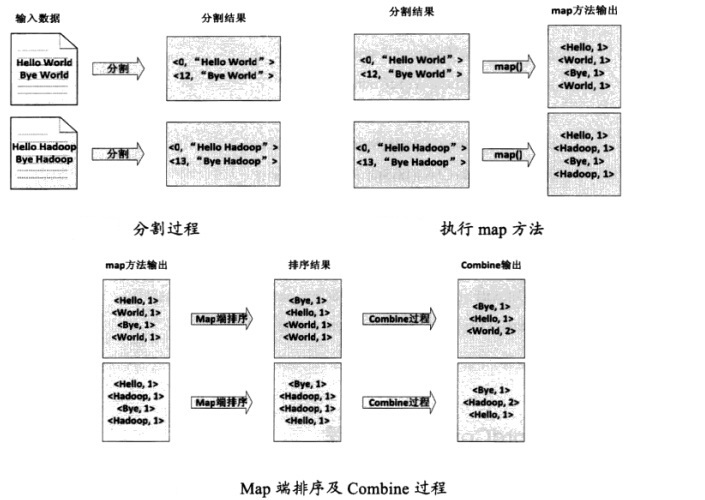 输入数据
分割结果
Hello World
Bye World
分割
<0, “Hello World” >
<12, “Bye World” >
Hello Hadoop
Bye Hadoop
分割
<0, “Hello Hadoop” >
<13, “Bye Hadoop” >
分割过程
分割结果
map方法输出
<0, “Hello World” >
<12, “Bye World” >
map()
<Hello, 1>
<World, 1>
<Bye, 1>
<World, 1>
<0, “Hello Hadoop” >
<13, “Bye Hadoop” >
map()
<Hello, 1>
<Hadoop, 1>
<Bye, 1>
<Hadoop, 1>
执行 map 方法
map方法输出
排序结果
Combine输出
<Hello, 1>
<World, 1>
<Bye, 1>
<World, 1>
Map端排序
<Bye, 1>
<Hello, 1>
<World, 1>
<World, 1>
Combine过程
<Bye, 1>
<Hello, 1>
<World, 2>
<Hello, 1>
<Hadoop, 1>
<Bye, 1>
<Hadoop, 1>
Map端排序
<Bye, 1>
<Hadoop, 1>
<Hadoop, 1>
<Hello, 1>
Combine过程
<Bye, 1>
<Hadoop, 2>
<Hello, 1>
Map 端排序及 Combine 过程